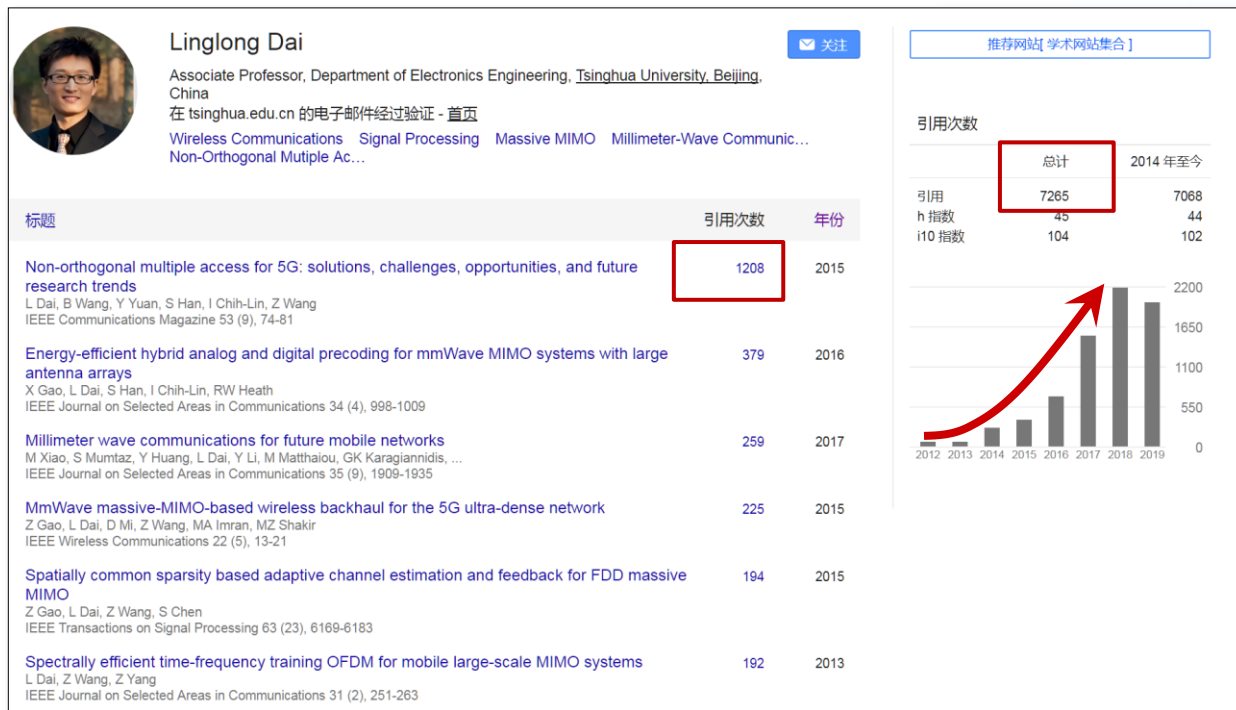 Linglong Dai
关注
Associate Professor, Department of Electronics Engineering, Tsinghua University, Beijing,
China
在 tsinghua.edu.cn 的电子邮件经过验证 - 首页
Wireless Communications Signal Processing Massive MIMO Millimeter-Wave Communic…
Non-Orthogonal Mutiple Ac…
标题 引用次数 年份
Non-orthogonal multiple access for 5G: solutions, challenges, opportunities, and future 1208 2015
research trends
L Dai, B Wang, Y Yuan, S Han, I Chih-Lin, Z Wang
IEEE Communications Magazine 53 (9), 74-81
Energy-efficient hybrid analog and digital precoding for mmWave MIMO systems with large 379 2016
antenna arrays
X Gao, L Dai, S Han, I Chih-Lin, RW Heath
IEEE Journal on Selected Areas in Communications 34 (4), 998-1009
Millimeter wave communications for future mobile networks 259 2017
M Xiao, S Mumtaz, Y Huang, L Dai, Y Li, M Matthaiou, GK Karagiannidis, ...
IEEE Journal on Selected Areas in Communications 35 (9), 1909-1935
MmWave massive-MIMO-based wireless backhaul for the 5G ultra-dense network 225 2015
Z Gao, L Dai, D Mi, Z Wang, MA Imran, MZ Shakir
IEEE Wireless Communications 22 (5), 13-21
Spatially common sparsity based adaptive channel estimation and feedback for FDD massive 194 2015
MIMO
Z Gao, L Dai, Z Wang, S Chen
IEEE Transactions on Signal Processing 63 (23), 6169-6183
Spectrally efficient time-frequency training OFDM for mobile large-scale MIMO systems 192 2013
L Dai, Z Wang, Z Yang
IEEE Journal on Selected Areas in Communications 31 (2), 251-263
推荐网站[ 学术网站集合 ]
引用次数
总计 2014 年至今
引用 7265 7068
h 指数 45 44
i10 指数 104 102
2200
1650
1100
550
0
2012 2013 2014 2015 2016 2017 2018 2019